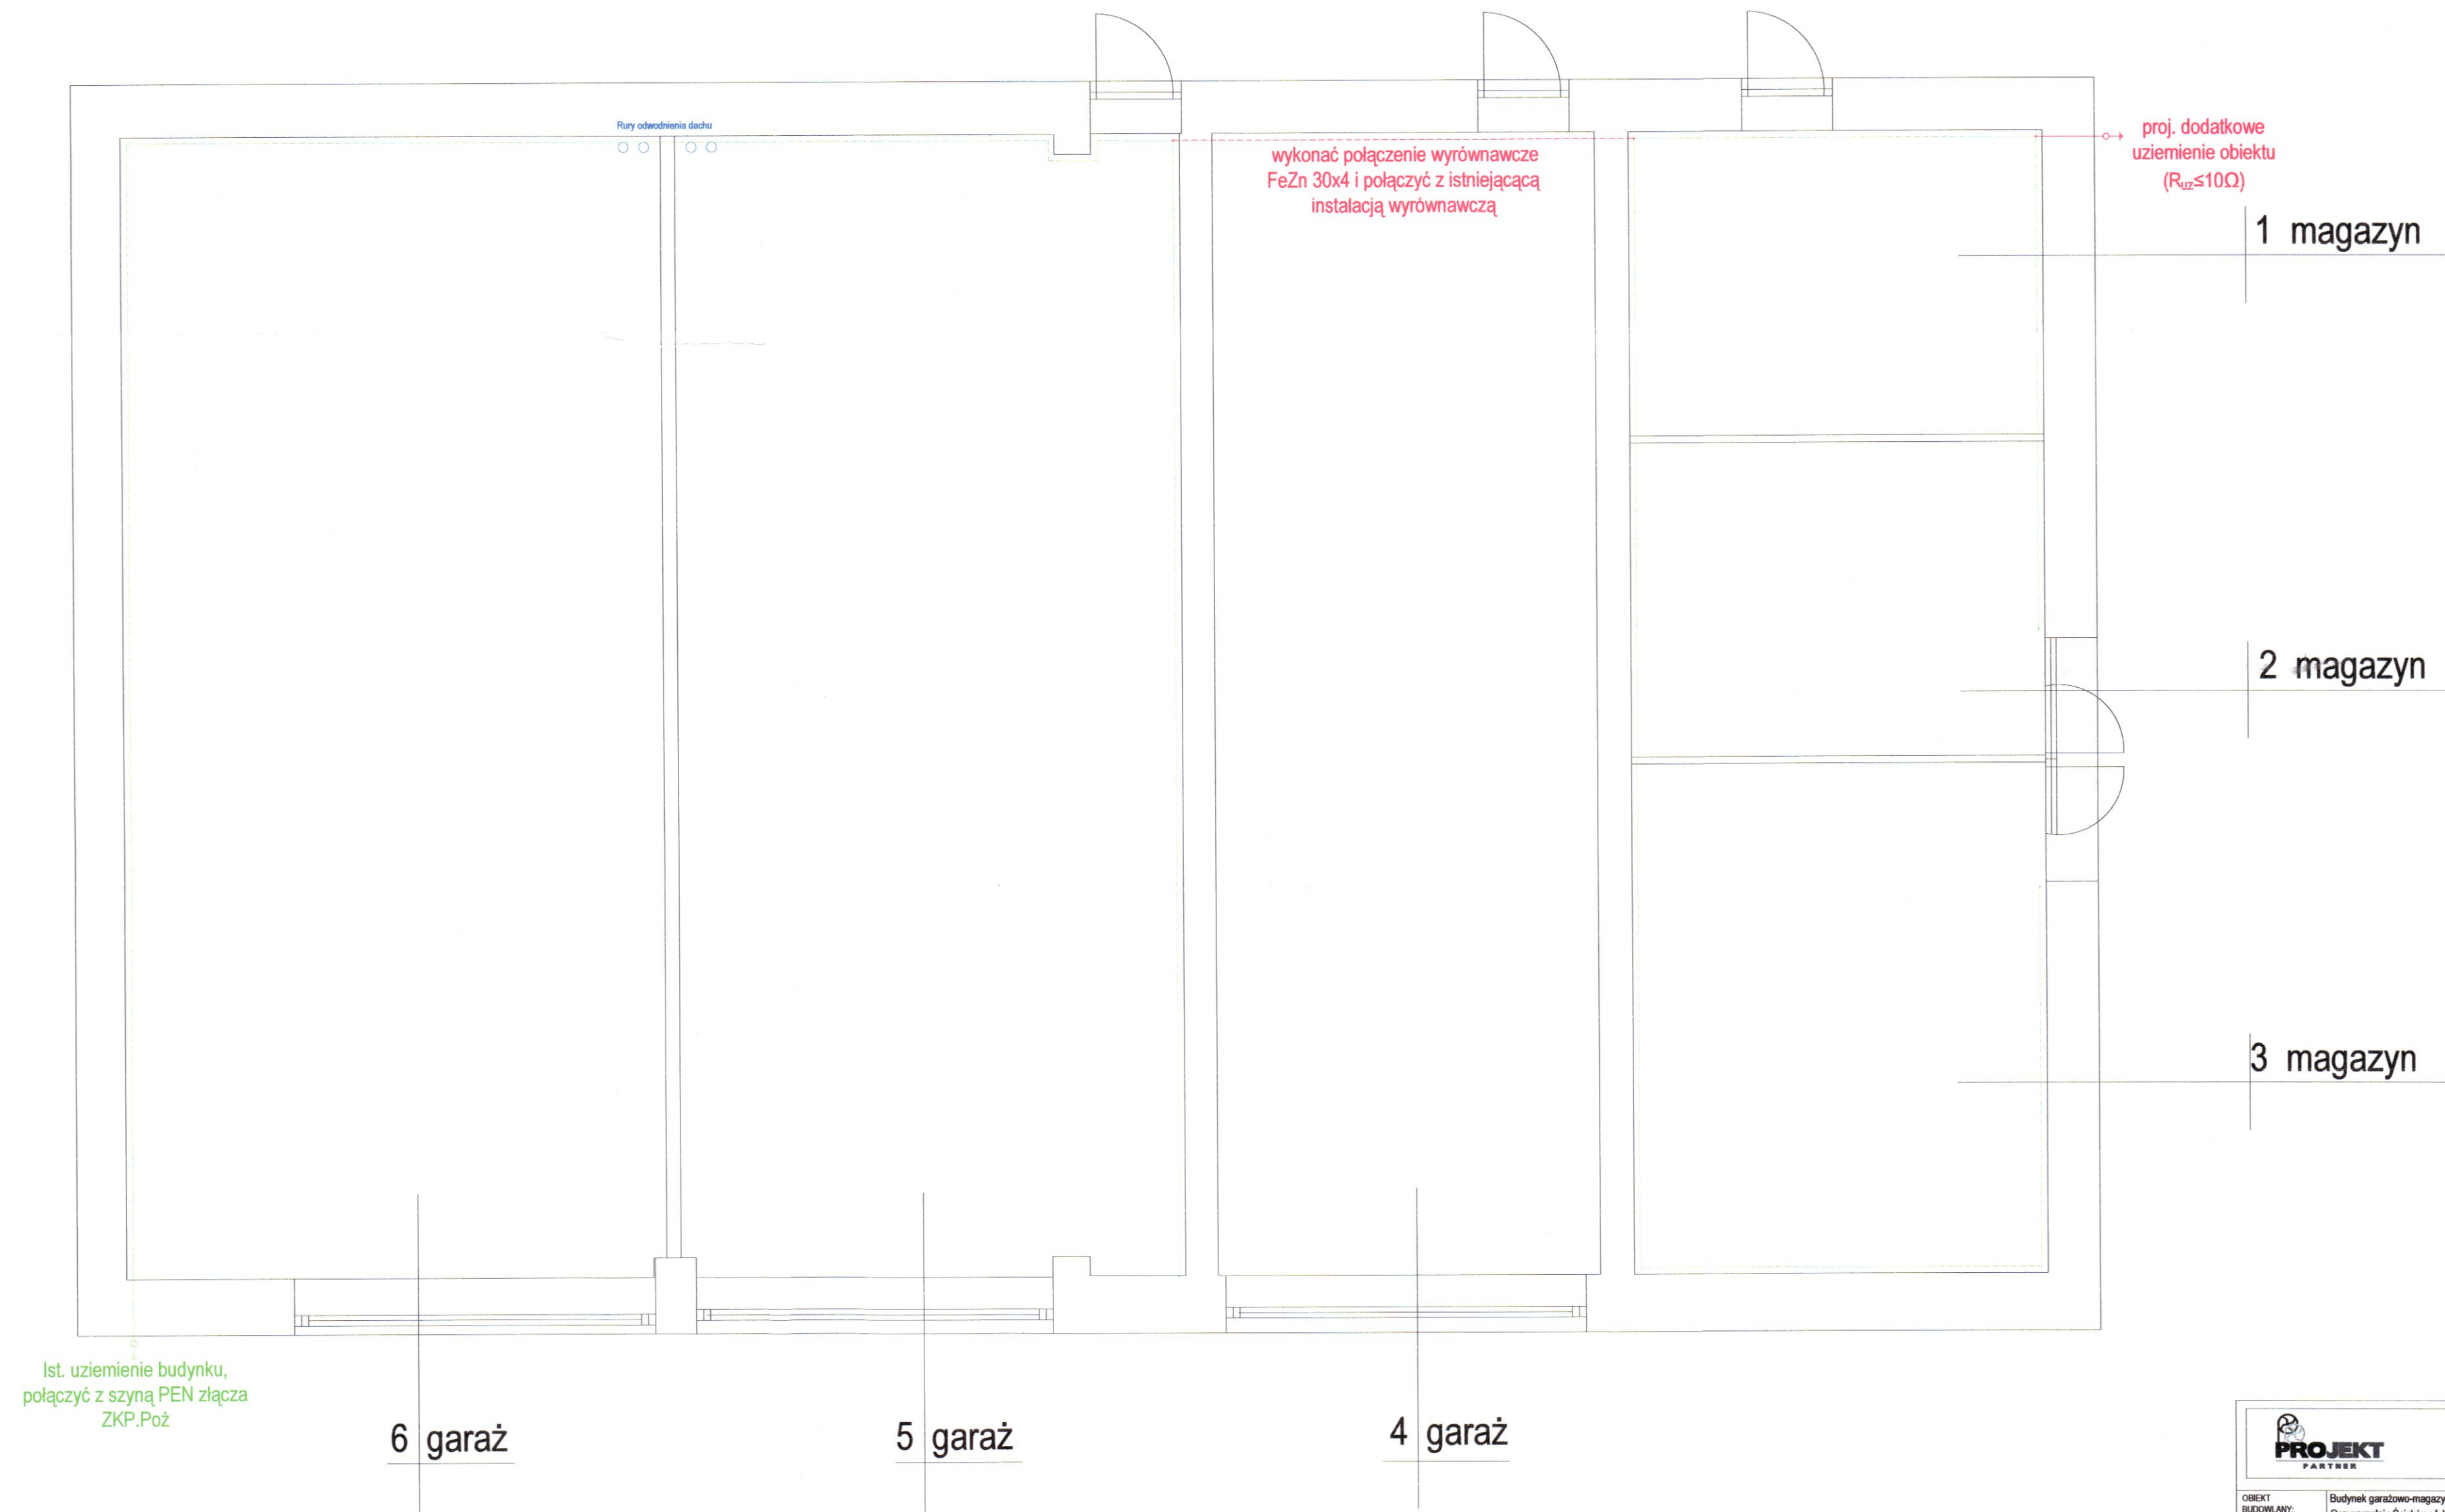 Rury odwodnienia dachu
wykonać połączenie wyrównawcze
FeZn 30x4 i połączyć z istniejącącą
instalacją wyrównawczą
proj. dodatkowe
uziemienie obiektu
(Ruz≤10Ω)
1 magazyn
2 magazyn
3 magazyn
Ist. uziemienie budynku,
połączyć z szyną PEN złącza
ZKP.Poż
6 garaż
5 garaż
4 garaż
PROJEKT
PARTNER
OBIEKT
BUDOWLANY:
Budynek garażowo-magazy